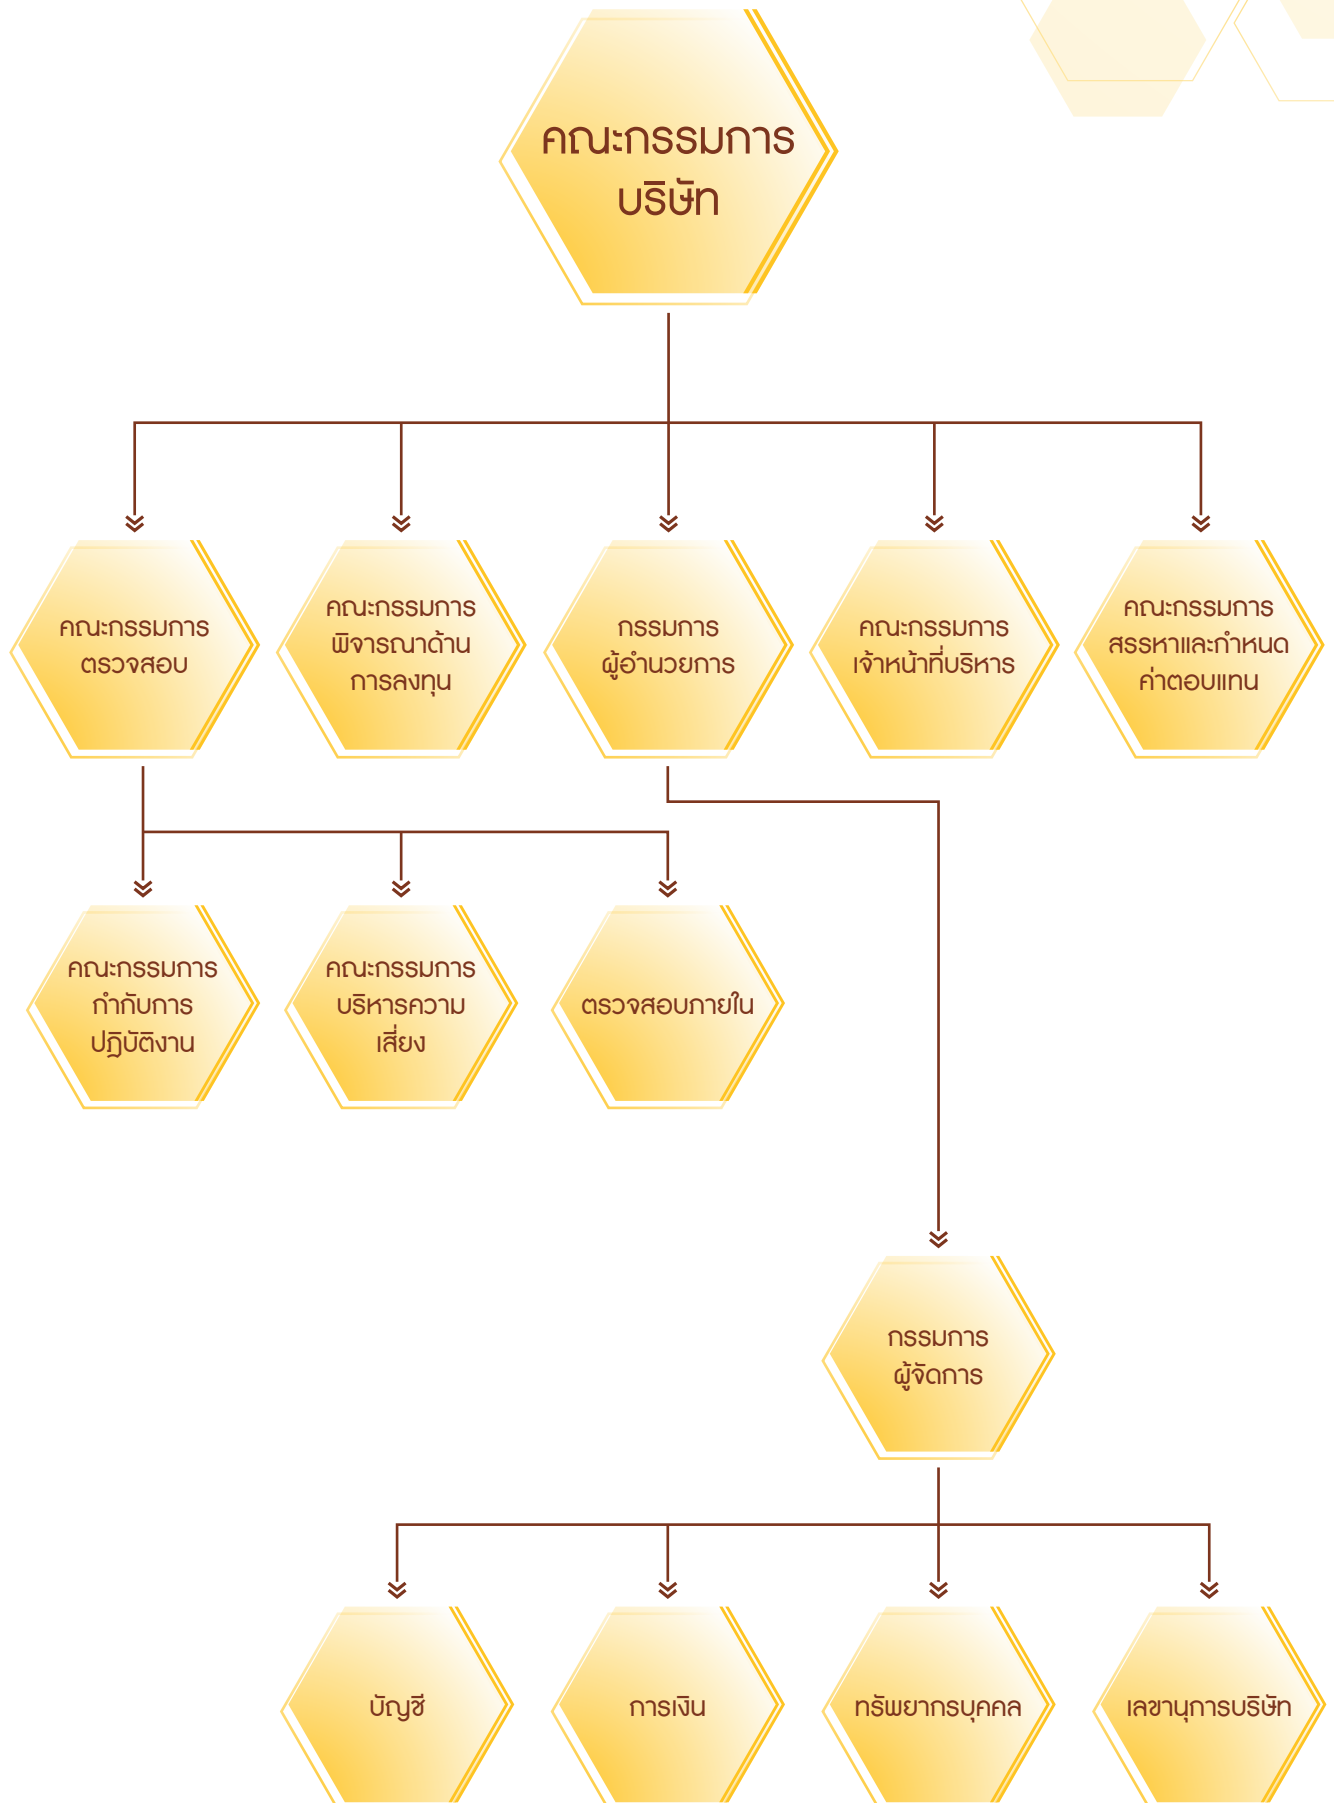 คณะกรรมการ
บริษัท
คณะกรรมการ
ตรวจสอบ
คณะกรรมการ
พิจารณาด้าน
การลงทุน
กรรมการ
ผู้อำนวยการ
คณะกรรมการ
เจ้าหน้าที่บริหาร
คณะกรรมการ
สรรหาและกำหนด
ค่าตอบแทน
คณะกรรมการ
กำกับการ
ปฏิบัติงาน
คณะกรรมการ
บริหารความ
เสี่ยง
ตรวจสอบภายใน
กรรมการ
ผู้จัดการ
บัญชี
การเงิน
ทรัพยากรบุคคล
เลขานุการบริษัท